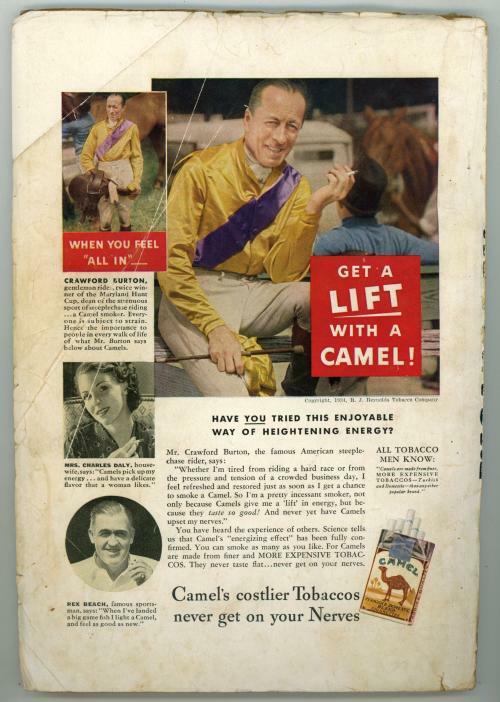 WHEN YOU FEEL
"ALL IN"—
CRAWFORD BURTON,
gentleman rider, twice win-
ner of the Maryland Hunt
Cup, dean of the strenuous
sport of steeplechase riding
...a Camel smoker. Every-
one is subject to strain.
Hence the importance to
people in every walk of life
of what Mr. Burton says
below about Camels.
MRS. CHARLES DALY, house-
wife, says: "Camels pick up my
energy...and have a delicate
flavor that a woman likes."
REX BEACH, famous sports-
man, says: "When I've landed
a big game fish I light a Camel,
and feel as good as new."
GET A
LIFT
WITH A
CAMEL!
Copyright, 1934, R. J. Reynolds Tobacco Company
HAVE YOU TRIED THIS ENJOYABLE
WAY OF HEIGHTENING ENERGY?
Mr. Crawford Burton, the famous American steeple-
chase rider, says:
"Whether I'm tired from riding a hard race or from
the pressure and tension of a crowded business day, I
feel refreshed and restored just as soon as I get a chance
to smoke a Camel. So I'm a pretty incessant smoker, not
only because Camels give me a 'lift' in energy, but be-
cause they taste so good! And never yet have Camels
upset my nerves."
You have heard the experience of others. Science tells
us that Camel's "energizing effect" has been fully con-
firmed. You can smoke as many as you like. For Camels
are made from finer and MORE EXPENSIVE TOBAC-
COS. They never taste flat...never get on your nerves.
ALL TOBACCO
MEN KNOW:
"Camels are made from finer,
MORE EXPENSIVE
TOBACCOS—Turkish
and Domestic—than any other
popular brand."
CAMEL
TURKISH & DOMESTIC
BLEND
CIGARETTES
Camel's costlier Tobaccos
never get on your Nerves